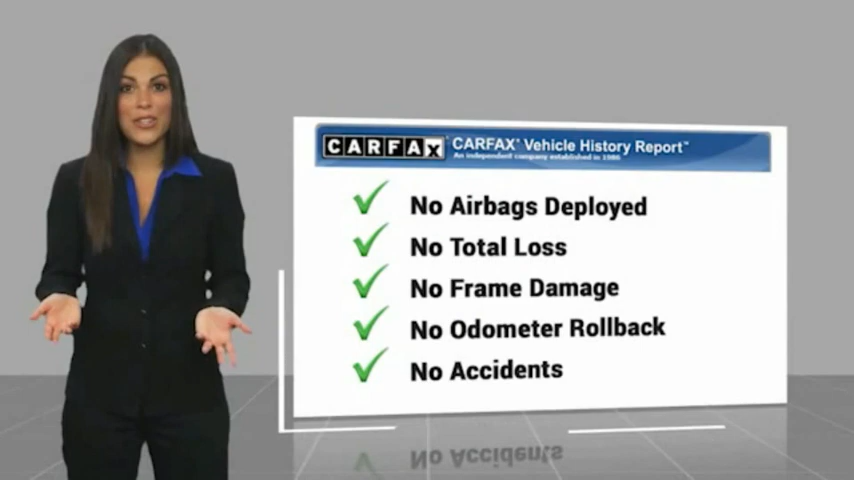 CARFAX CARFAX® Vehicle History Report™
An independent company established in 1986
No Airbags Deployed
No Total Loss
No Frame Damage
No Odometer Rollback
No Accidents
No Accidents